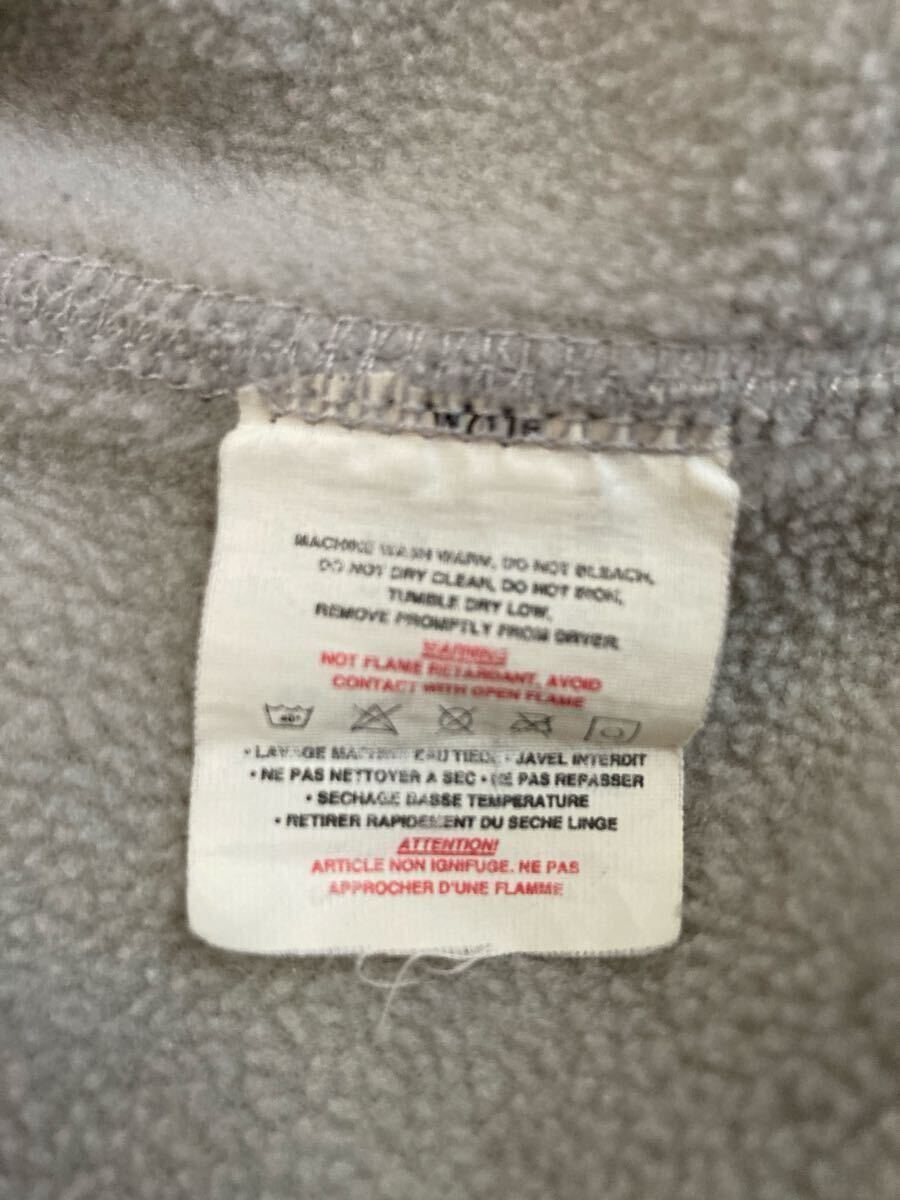 MACHINE WASH WARM, DO NOT BLEACH,
DO NOT DRY CLEAN, DO NOT IRON,
TUMBLE DRY LOW,
REMOVE PROMPTLY FROM DRYER
WARNING
NOT FLAME RETARDANT, AVOID
CONTACT WITH OPEN FLAME
40°
• LAVAGE MACHINE EAU TIEDE • JAVEL INTERDIT
• NE PAS NETTOYER A SEC • NE PAS REPASSER
• SECHAGE BASSE TEMPERATURE
• RETIRER RAPIDEMENT DU SECHE LINGE
ATTENTION!
ARTICLE NON IGNIFUGE. NE PAS
APPROCHER D'UNE FLAMME